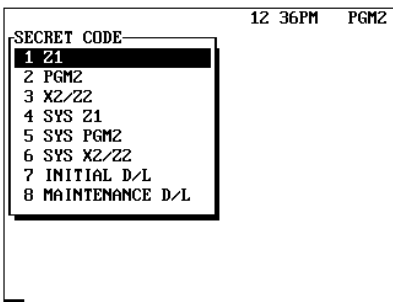 12 36PM PGM2
SECRET CODE
1 Z1
2 PGM2
3 X2/Z2
4 SYS Z1
5 SYS PGM2
6 SYS X2/Z2
7 INITIAL D/L
8 MAINTENANCE D/L